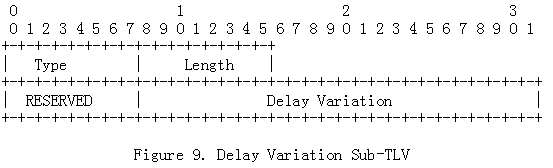 0                   1                   2                   3
0 1 2 3 4 5 6 7 8 9 0 1 2 3 4 5 6 7 8 9 0 1 2 3 4 5 6 7 8 9 0 1
+-+-+-+-+-+-+-+-+-+-+-+-+-+-+-+-+
|   Type        |     Length    |
+-+-+-+-+-+-+-+-+-+-+-+-+-+-+-+-+-+-+-+-+-+-+-+-+-+-+-+-+-+-+-+-+
|  RESERVED     |               Delay Variation                 |
+-+-+-+-+-+-+-+-+-+-+-+-+-+-+-+-+-+-+-+-+-+-+-+-+-+-+-+-+-+-+-+-+
Figure 9. Delay Variation Sub-TLV